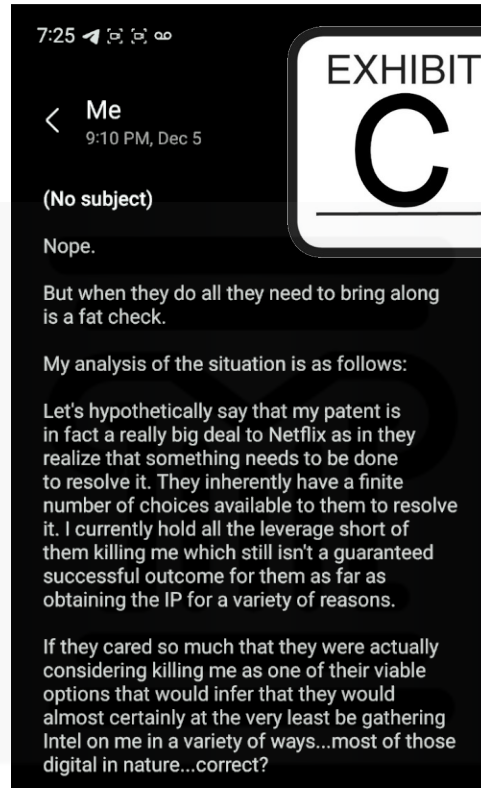 7:25
EXHIBIT
C
Me
9:10 PM, Dec 5
(No subject)
Nope.
But when they do all they need to bring along
is a fat check.
My analysis of the situation is as follows:
Let's hypothetically say that my patent is
in fact a really big deal to Netflix as in they
realize that something needs to be done
to resolve it. They inherently have a finite
number of choices available to them to resolve
it. I currently hold all the leverage short of
them killing me which still isn't a guaranteed
successful outcome for them as far as
obtaining the IP for a variety of reasons.
If they cared so much that they were actually
considering killing me as one of their viable
options that would infer that they would
almost certainly at the very least be gathering
Intel on me in a variety of ways...most of those
digital in nature...correct?